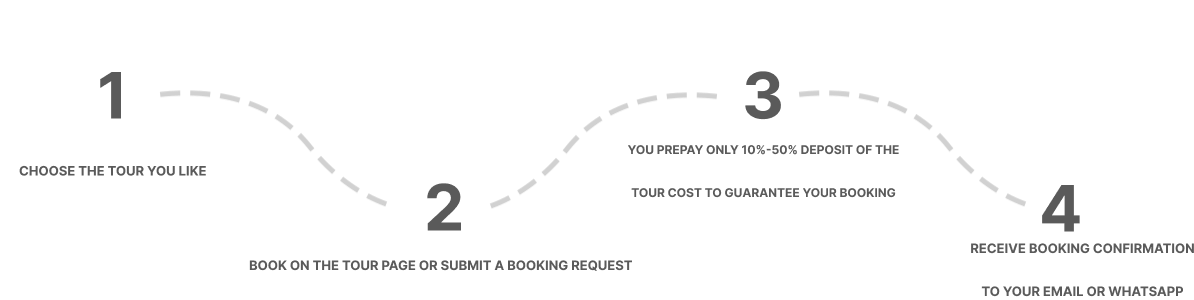 1
CHOOSE THE TOUR YOU LIKE
2
BOOK ON THE TOUR PAGE OR SUBMIT A BOOKING REQUEST
3
YOU PREPAY ONLY 10%-50% DEPOSIT OF THE
TOUR COST TO GUARANTEE YOUR BOOKING
4
RECEIVE BOOKING CONFIRMATION
TO YOUR EMAIL OR WHATSAPP